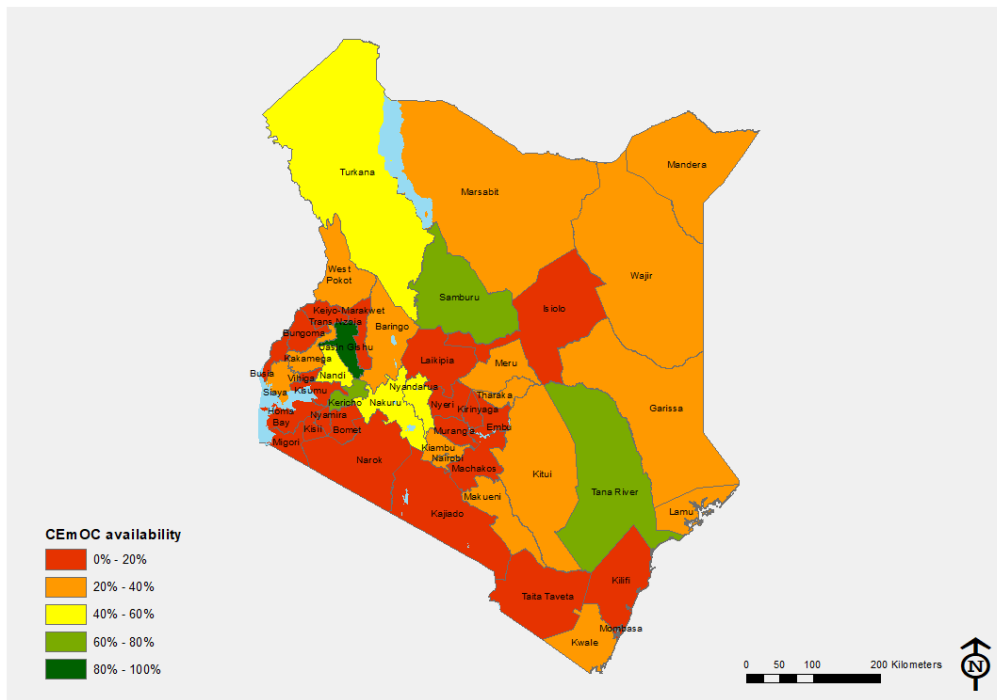 Turkana
Marsabit
Mandera
Wajir
West
Pokot
Samburu
Isiolo
Keiyo-Marakwet
Trans Nzoia
Baringo
Bungoma
Uasin Gishu
Kakamega
Laikipia
Meru
Busia
Vihiga
Nandi
Nyandarua
Siaya
Kisumu
Tharaka
Kericho
Nakuru
Nyeri
Kirinyaga
Garissa
Homa
Bay
Nyamira
Kisii
Bomet
Murang'a
Embu
Migori
Kiambu
Nairobi
Narok
Machakos
Kitui
Makueni
Tana River
Kajiado
Lamu
Kilifi
Taita Taveta
Mombasa
Kwale
CEmOC availability
0% - 20%
20% - 40%
40% - 60%
60% - 80%
80% - 100%
0 50 100 200 Kilometers
N